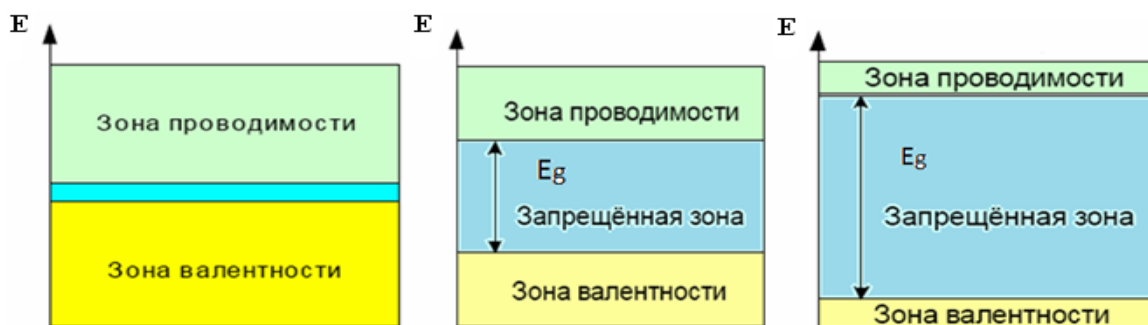 E
Зона проводимости
Зона валентности
E
Зона проводимости
Eg
Запрещённая зона
Зона валентности
E
Зона проводимости
Eg
Запрещённая зона
Зона валентности